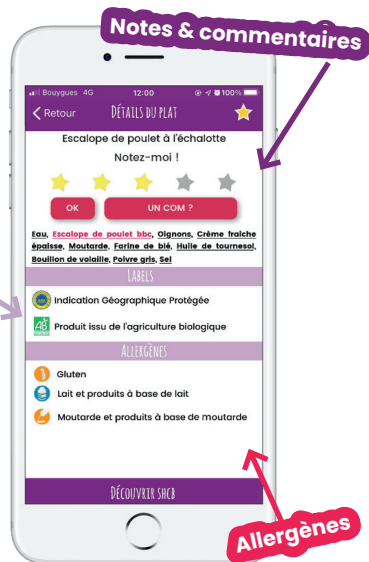 Notes & commentaires
Bouygues 4G 12:00 100%
Retour DÉTAILS DU PLAT
Escalope de poulet à l'échalotte
Notez-moi !
OK UN COM ?
Eau, Escalope de poulet bbc, Oignons, Crème fraiche
épaisse, Moutarde, Farine de blé, Huile de tournesol,
Bouillon de volaille, Poivre gris, Sel
LABELS
Indication Géographique Protégée
AB Produit issu de l'agriculture biologique
ALLERGÈNES
Gluten
Lait et produits à base de lait
Moutarde et produits à base de moutarde
DÉCOUVRIR SHCB
Allergènes